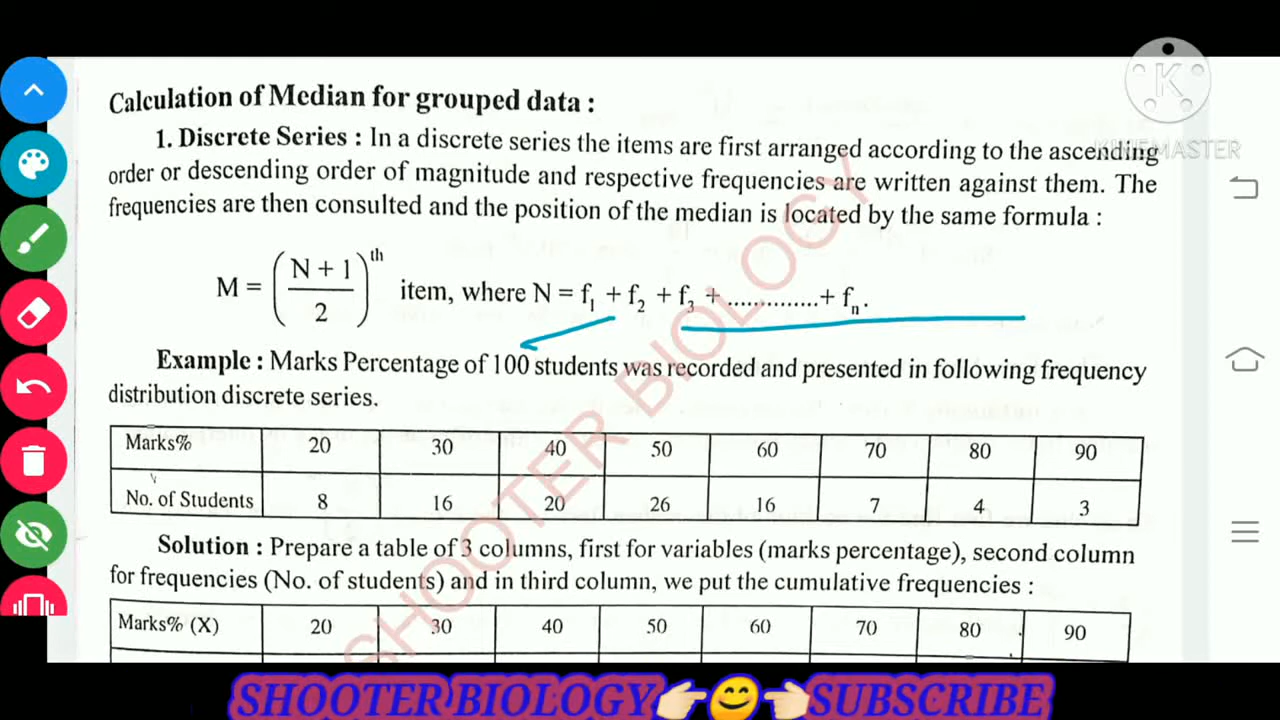 K
KINEMASTER
Calculation of Median for grouped data :
1. Discrete Series : In a discrete series the items are first arranged according to the ascending
order or descending order of magnitude and respective frequencies are written against them. The
frequencies are then consulted and the position of the median is located by the same formula :
M = ( N + 1 / 2 )th item, where N = f1 + f2 + f3 + ..............+ fn.
Example : Marks Percentage of 100 students was recorded and presented in following frequency
distribution discrete series.
Marks% 20 30 40 50 60 70 80 90
No. of Students 8 16 20 26 16 7 4 3
Solution : Prepare a table of 3 columns, first for variables (marks percentage), second column
for frequencies (No. of students) and in third column, we put the cumulative frequencies :
Marks% (X) 20 30 40 50 60 70 80 90
SHOOTER BIOLOGY
SHOOTER BIOLOGY👉🏻😊👈🏻SUBSCRIBE